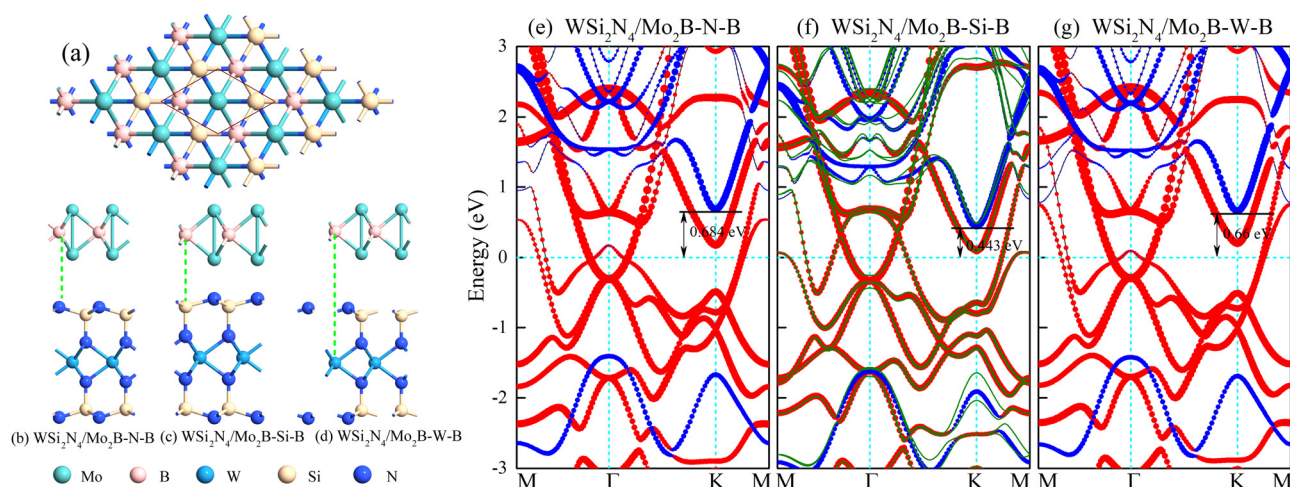 (a)
(b) WSi₂N₄/Mo₂B-N-B
(c) WSi₂N₄/Mo₂B-Si-B
(d) WSi₂N₄/Mo₂B-W-B
Mo B W Si N
(e) WSi₂N₄/Mo₂B-N-B
(f) WSi₂N₄/Mo₂B-Si-B
(g) WSi₂N₄/Mo₂B-W-B
Energy (eV)
3
2
1
0
-1
-2
-3
0.684 eV
0.443 eV
0.66 eV
M Γ K M
M Γ K M
M Γ K M